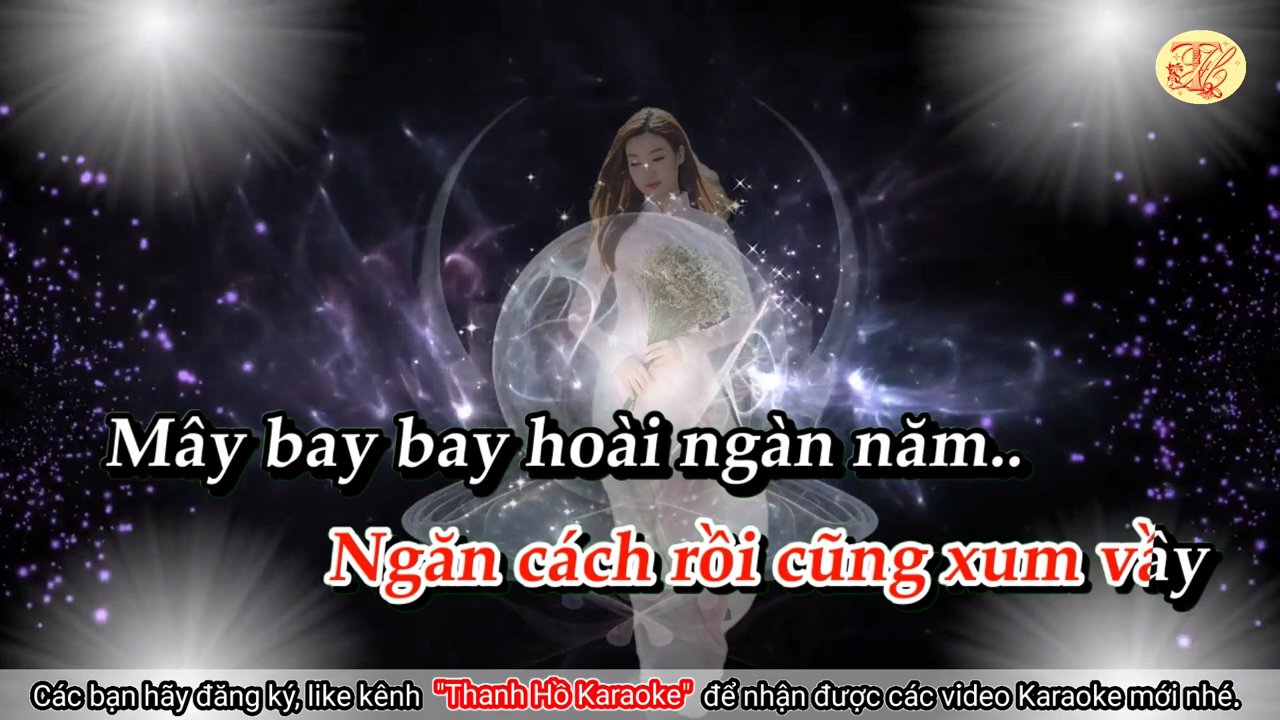 Mây bay bay hoài ngàn năm..
Ngăn cách rồi cũng xum vầy
Các bạn hãy đăng ký, like kênh "Thanh Hồ Karaoke" để nhận được các video Karaoke mới nhé.